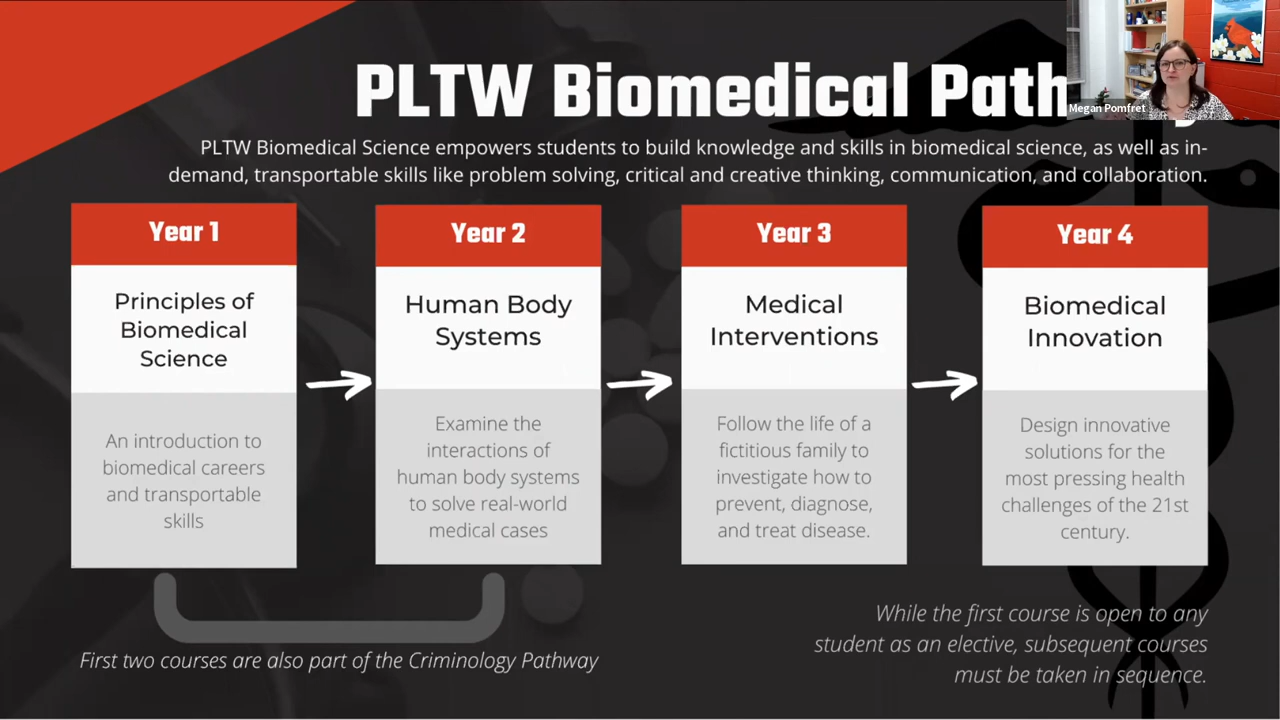 PLTW Biomedical Path
Megan Pomfret
PLTW Biomedical Science empowers students to build knowledge and skills in biomedical science, as well as in-
demand, transportable skills like problem solving, critical and creative thinking, communication, and collaboration.
Year 1
Principles of
Biomedical
Science
An introduction to
biomedical careers
and transportable
skills
Year 2
Human Body
Systems
Examine the
interactions of
human body systems
to solve real-world
medical cases
Year 3
Medical
Interventions
Follow the life of a
fictitious family to
investigate how to
prevent, diagnose,
and treat disease.
Year 4
Biomedical
Innovation
Design innovative
solutions for the
most pressing health
challenges of the 21st
century.
First two courses are also part of the Criminology Pathway
While the first course is open to any
student as an elective, subsequent courses
must be taken in sequence.